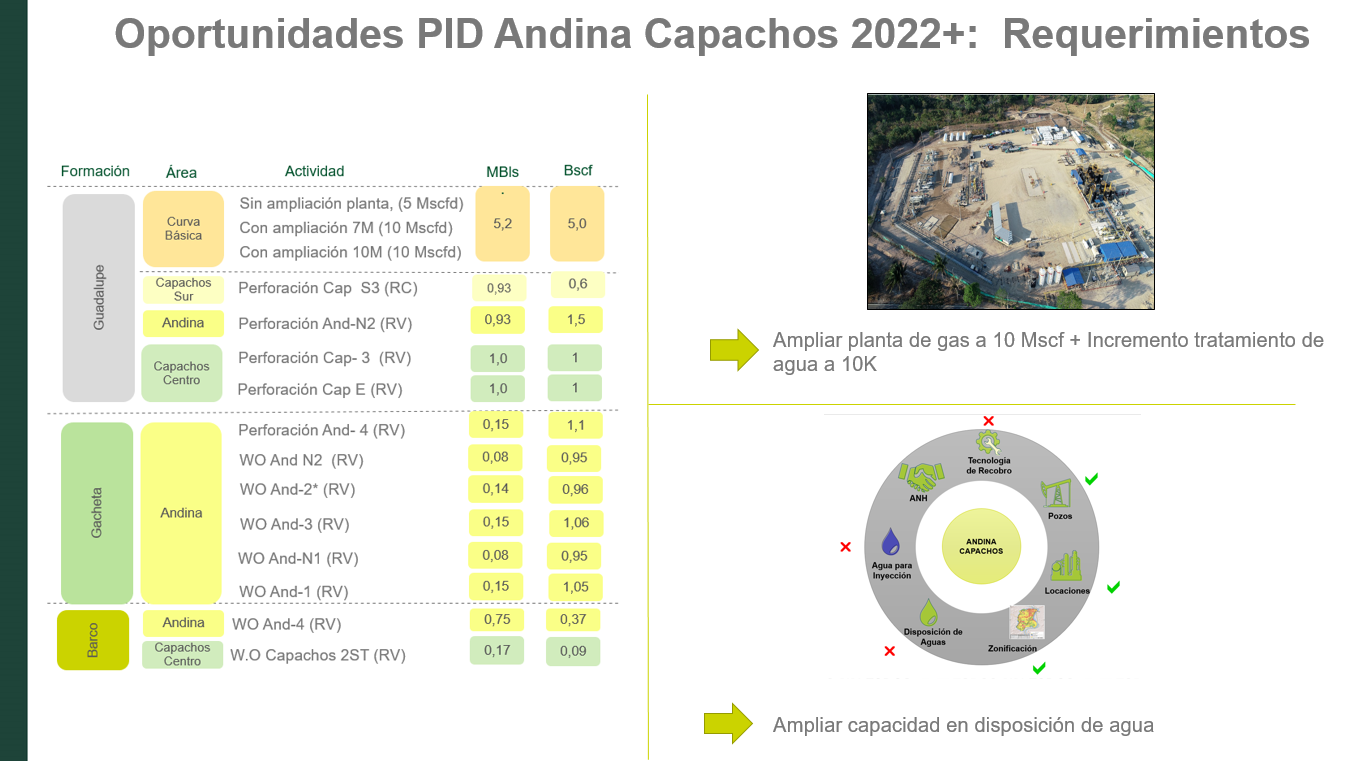 Oportunidades PID Andina Capachos 2022+: Requerimientos
Formación Área Actividad MBls Bscf
Guadalupe
Curva
Básica
Sin ampliación planta, (5 Mscfd)
Con ampliación 7M (10 Mscfd)
Con ampliación 10M (10 Mscfd)
5,2 5,0
Capachos
Sur
Perforación Cap S3 (RC) 0,93 0,6
Andina Perforación And-N2 (RV) 0,93 1,5
Capachos
Centro
Perforación Cap- 3 (RV) 1,0 1
Perforación Cap E (RV) 1,0 1
Gacheta
Andina
Perforación And- 4 (RV) 0,15 1,1
WO And N2 (RV) 0,08 0,95
WO And-2* (RV) 0,14 0,96
WO And-3 (RV) 0,15 1,06
WO And-N1 (RV) 0,08 0,95
WO And-1 (RV) 0,15 1,05
Barco
Andina WO And-4 (RV) 0,75 0,37
Capachos
Centro
W.O Capachos 2ST (RV) 0,17 0,09
Ampliar planta de gas a 10 Mscf + Incremento tratamiento de
agua a 10K
Tecnología
de Recobro
ANH
Pozos
ANDINA
CAPACHOS
Agua para
Inyección
Locaciones
Disposición de
Aguas
Zonificación
Ampliar capacidad en disposición de agua